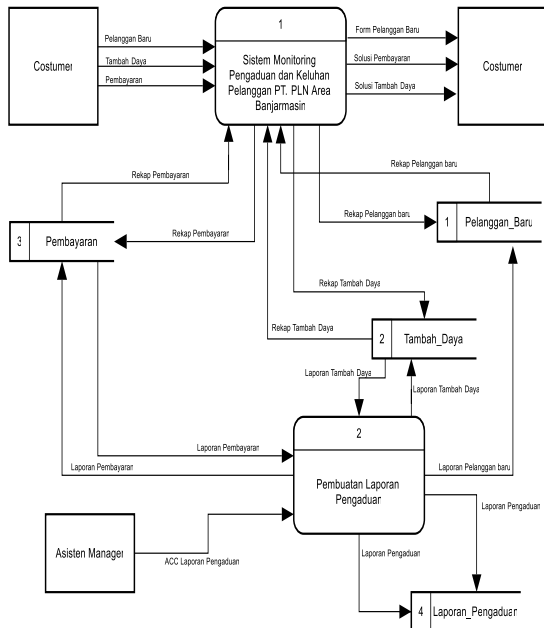 Costumer
Pelanggan Baru
Tambah Daya
Pembayaran
1
Sistem Monitoring
Pengaduan dan Keluhan
Pelanggan PT. PLN Area
Banjarmasin
Form Pelanggan Baru
Solusi Pembayaran
Solusi Tambah Daya
Costumer
Rekap Pembayaran
Rekap Pelanggan baru
3
Pembayaran
Rekap Pembayaran
Rekap Pelanggan baru
1
Pelanggan_Baru
Rekap Tambah Daya
Rekap Tambah Daya
2
Tambah_Daya
Laporan Tambah Daya
Laporan Tambah Daya
2
Pembuatan Laporan
Pengaduan
Laporan Pembayaran
Laporan Pembayaran
Laporan Pelanggan baru
Laporan Pengaduan
Asisten Manager
ACC Laporan Pengaduan
Laporan Pengaduan
4
Laporan_Pengaduan